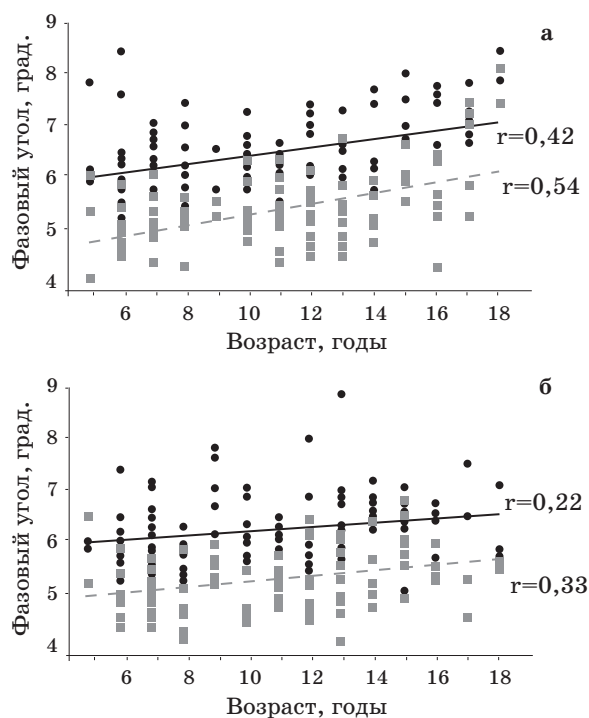 а
Фазовый угол, град.
9
8
7
6
5
4
r=0,42
r=0,54
6 8 10 12 14 16 18
Возраст, годы
б
Фазовый угол, град.
9
8
7
6
5
4
r=0,22
r=0,33
6 8 10 12 14 16 18
Возраст, годы